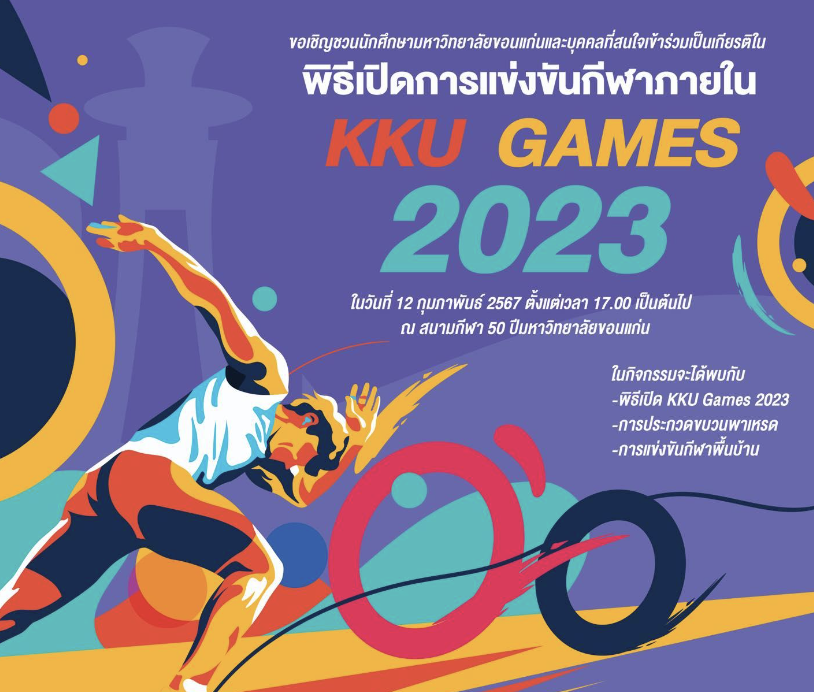 ขอเชิญชวนนักศึกษามหาวิทยาลัยขอนแก่นและบุคคลที่สนใจเข้าร่วมเป็นเกียรติใน
พิธีเปิดการแข่งขันกีฬาภายใน
KKU GAMES
2023
ในวันที่ 12 กุมภาพันธ์ 2567 ตั้งแต่เวลา 17.00 เป็นต้นไป
ณ สนามกีฬา 50 ปีมหาวิทยาลัยขอนแก่น
ในกิจกรรมจะได้พบกับ
-พิธีเปิด KKU Games 2023
-การประกวดขบวนพาเหรด
-การแข่งขันกีฬาพื้นบ้าน